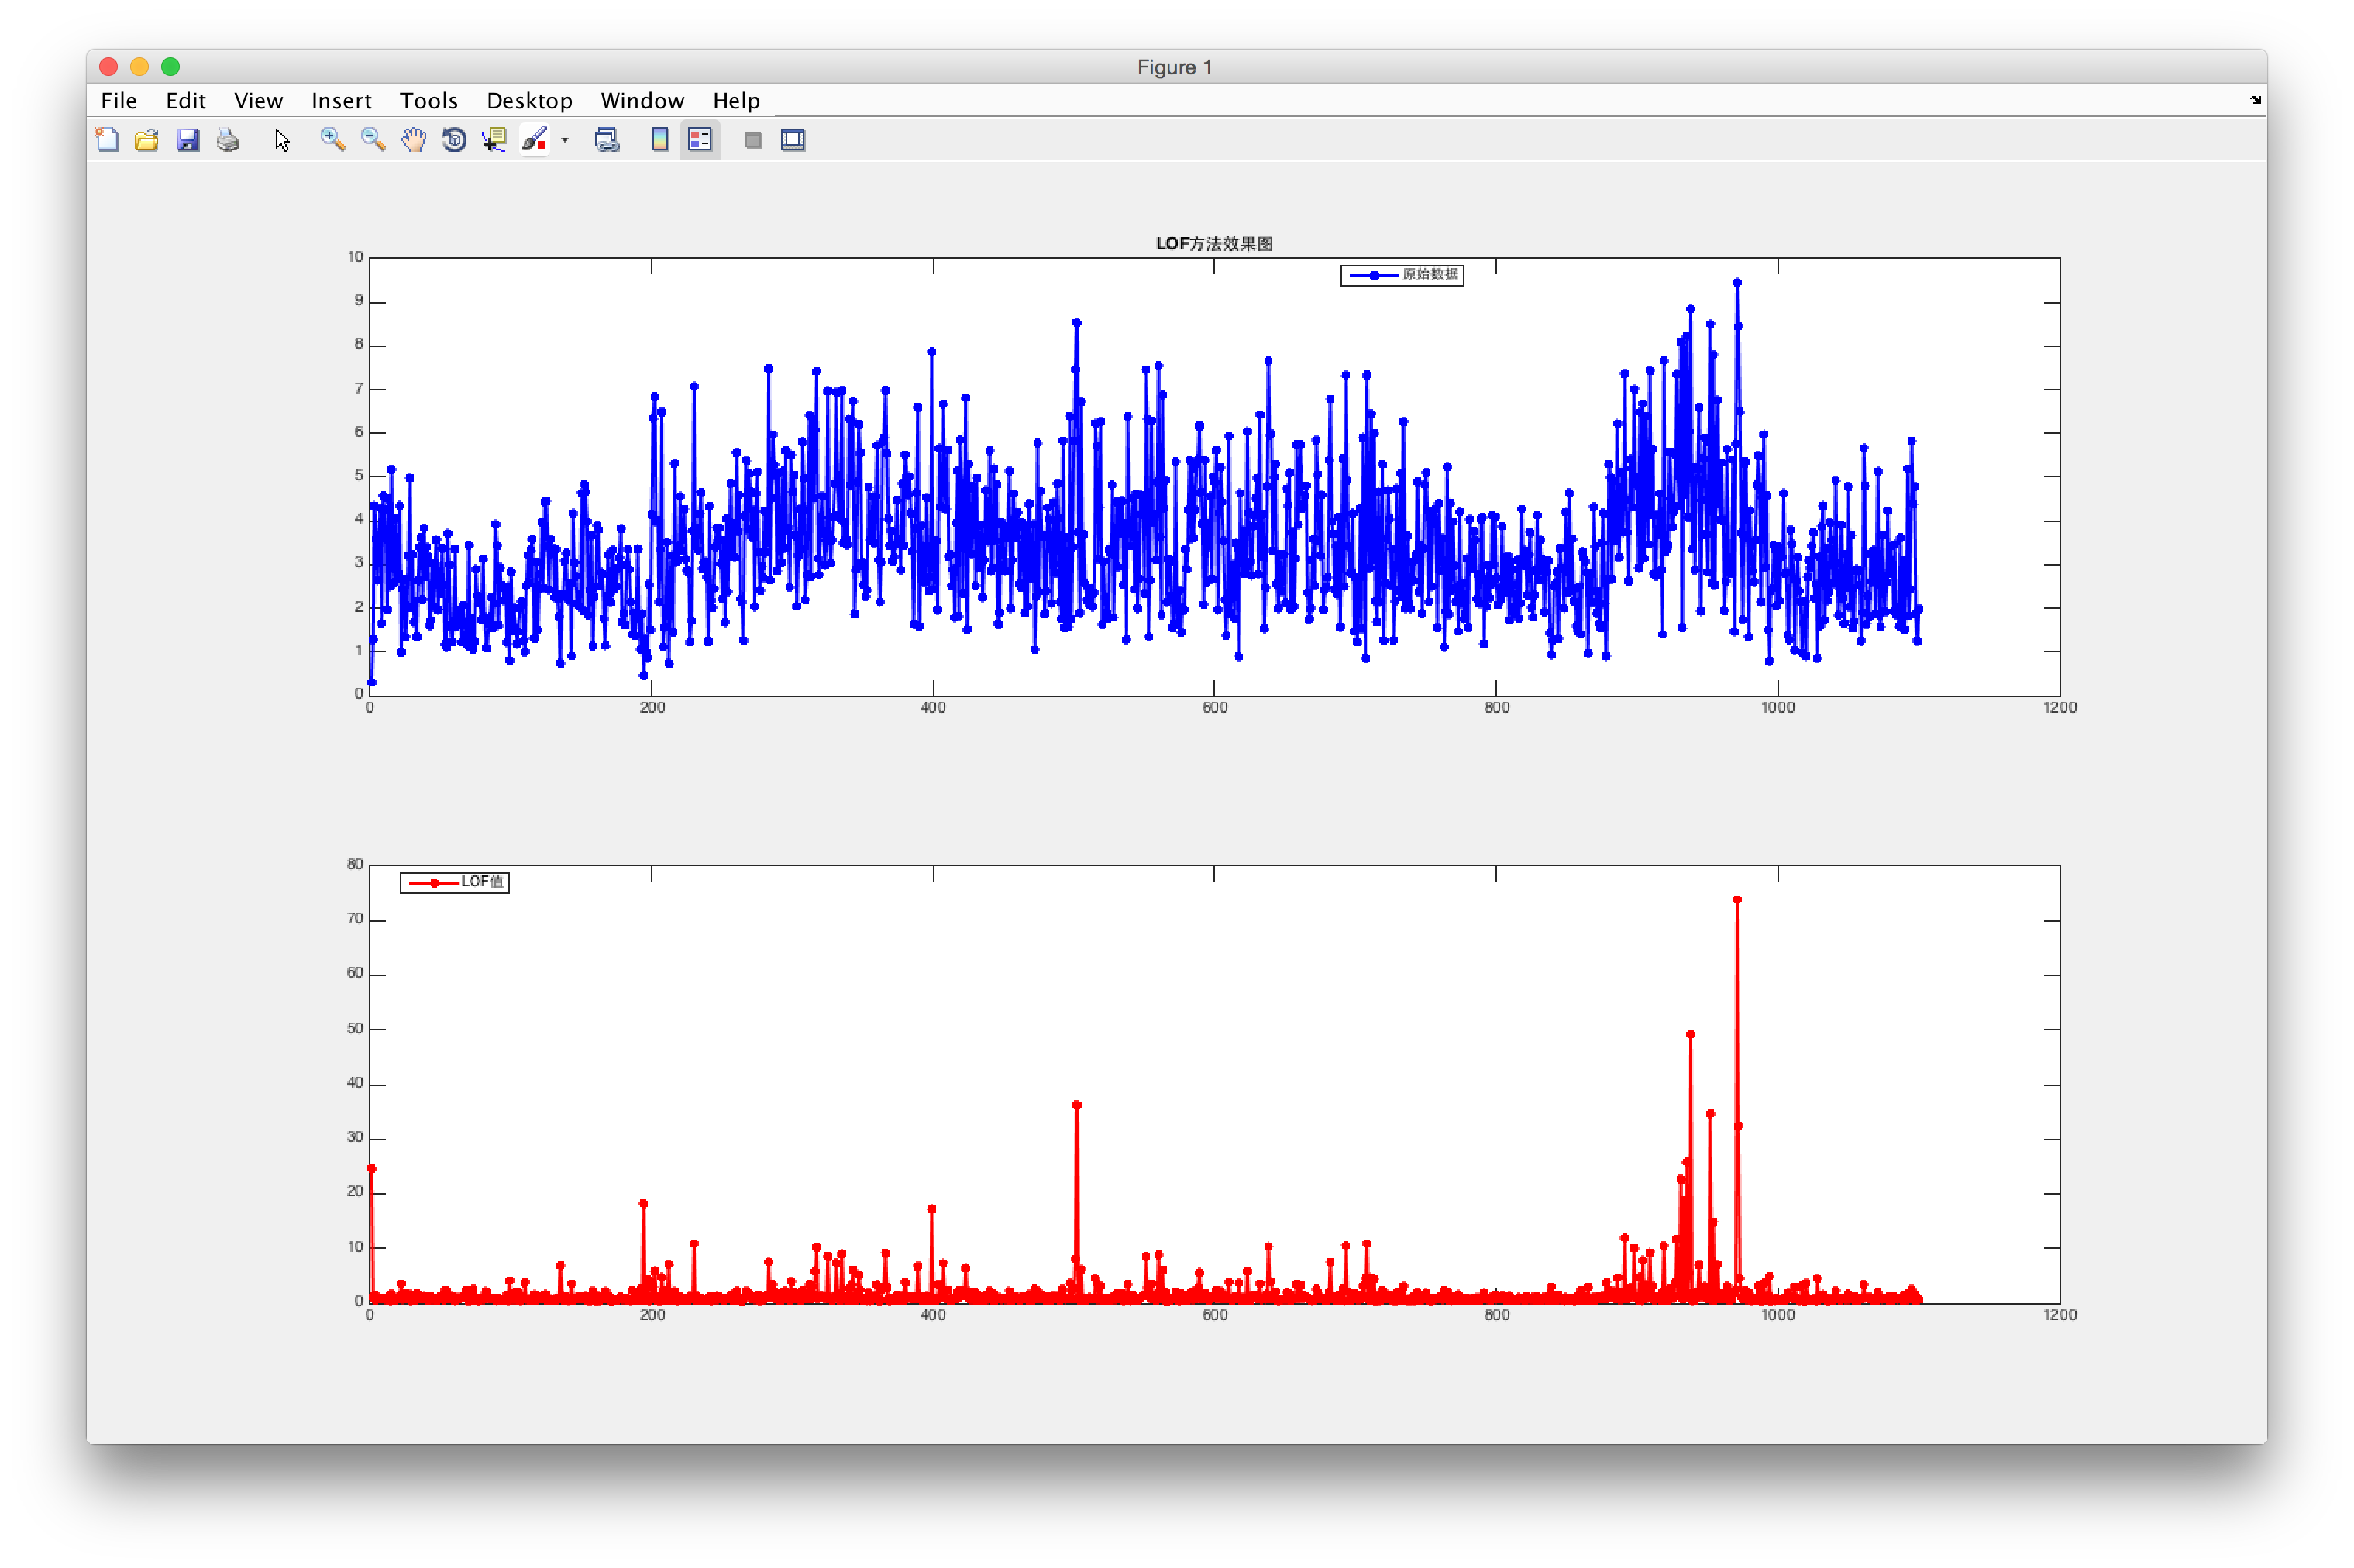 Figure 1
File Edit View Insert Tools Desktop Window Help
LOF方法效果图
原始数据
10
9
8
7
6
5
4
3
2
1
0
0 200 400 600 800 1000 1200
LOF值
80
70
60
50
40
30
20
10
0
0 200 400 600 800 1000 1200